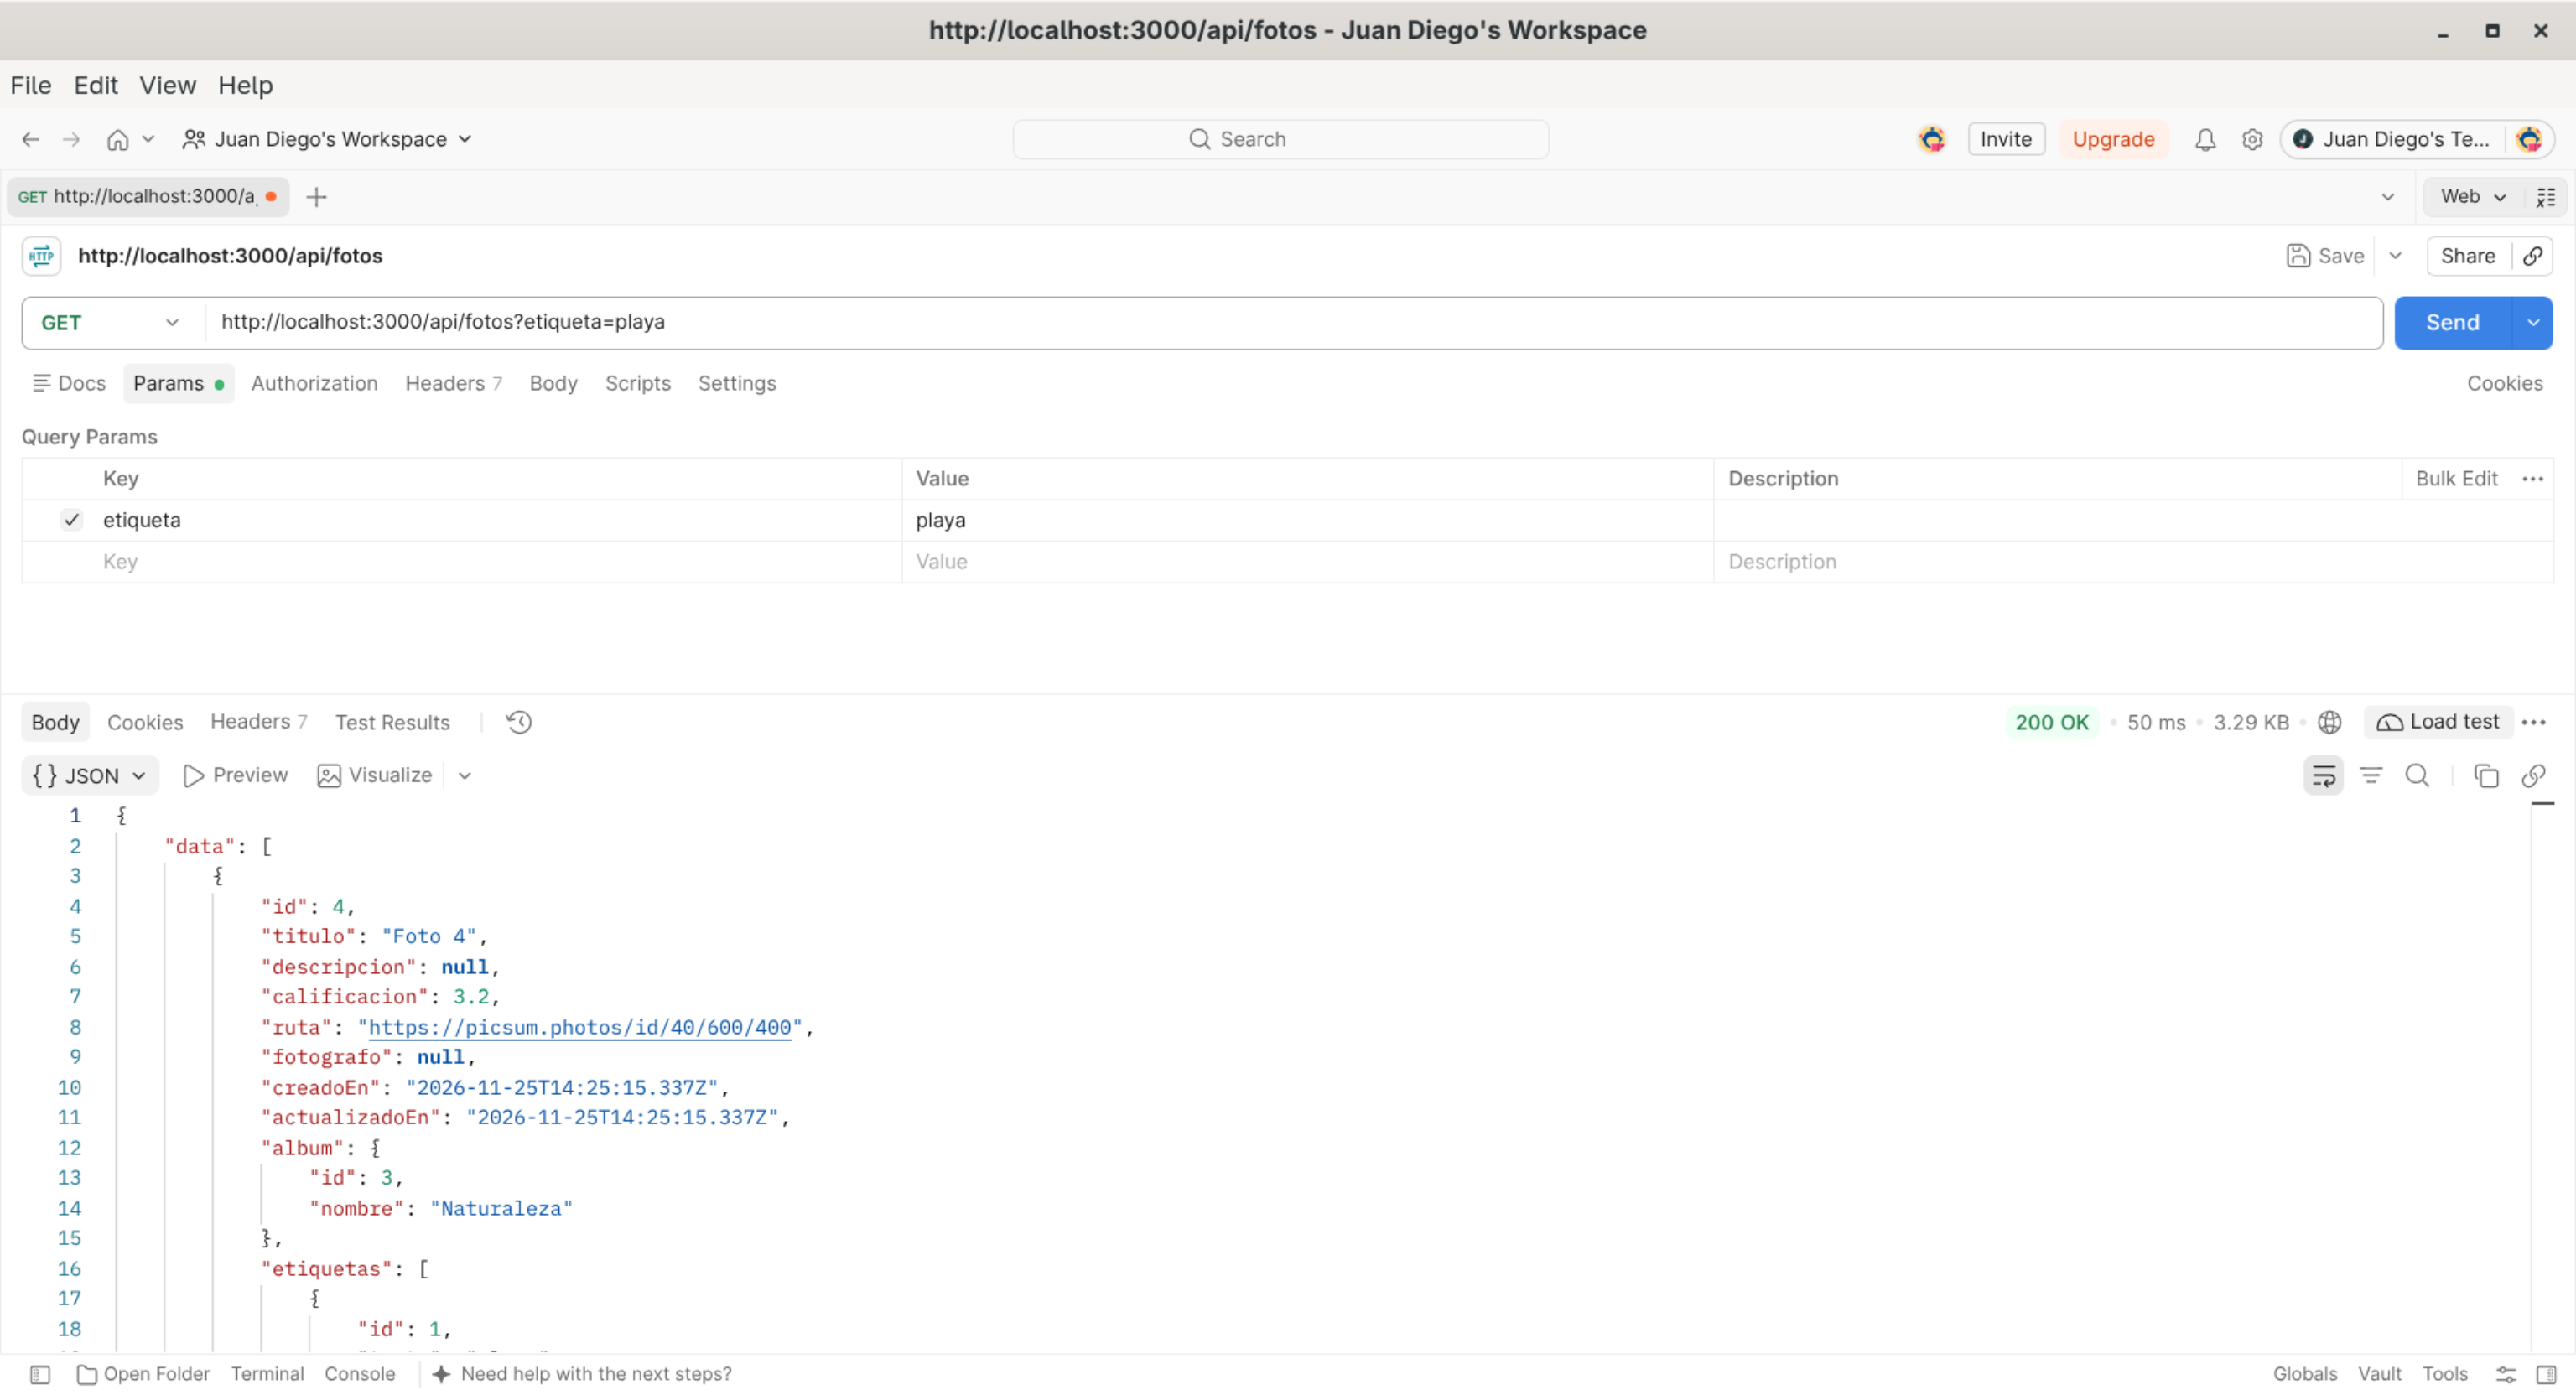 http://localhost:3000/api/fotos - Juan Diego's Workspace
File Edit View Help
Juan Diego's Workspace Search Invite Upgrade Juan Diego's Te...
GET http://localhost:3000/a Web
HTTP http://localhost:3000/api/fotos Save Share
GET http://localhost:3000/api/fotos?etiqueta=playa Send
Docs Params Authorization Headers 7 Body Scripts Settings Cookies
Query Params
Key Value Description Bulk Edit
etiqueta playa
Key Value Description
Body Cookies Headers 7 Test Results 200 OK 50 ms 3.29 KB Load test
{} JSON Preview Visualize
1 {
2 "data": [
3 {
4 "id": 4,
5 "titulo": "Foto 4",
6 "descripcion": null,
7 "calificacion": 3.2,
8 "ruta": "https://picsum.photos/id/40/600/400",
9 "fotografo": null,
10 "creadoEn": "2026-11-25T14:25:15.337Z",
11 "actualizadoEn": "2026-11-25T14:25:15.337Z",
12 "album": {
13 "id": 3,
14 "nombre": "Naturaleza"
15 },
16 "etiquetas": [
17 {
18 "id": 1,
Open Folder Terminal Console Need help with the next steps? Globals Vault Tools